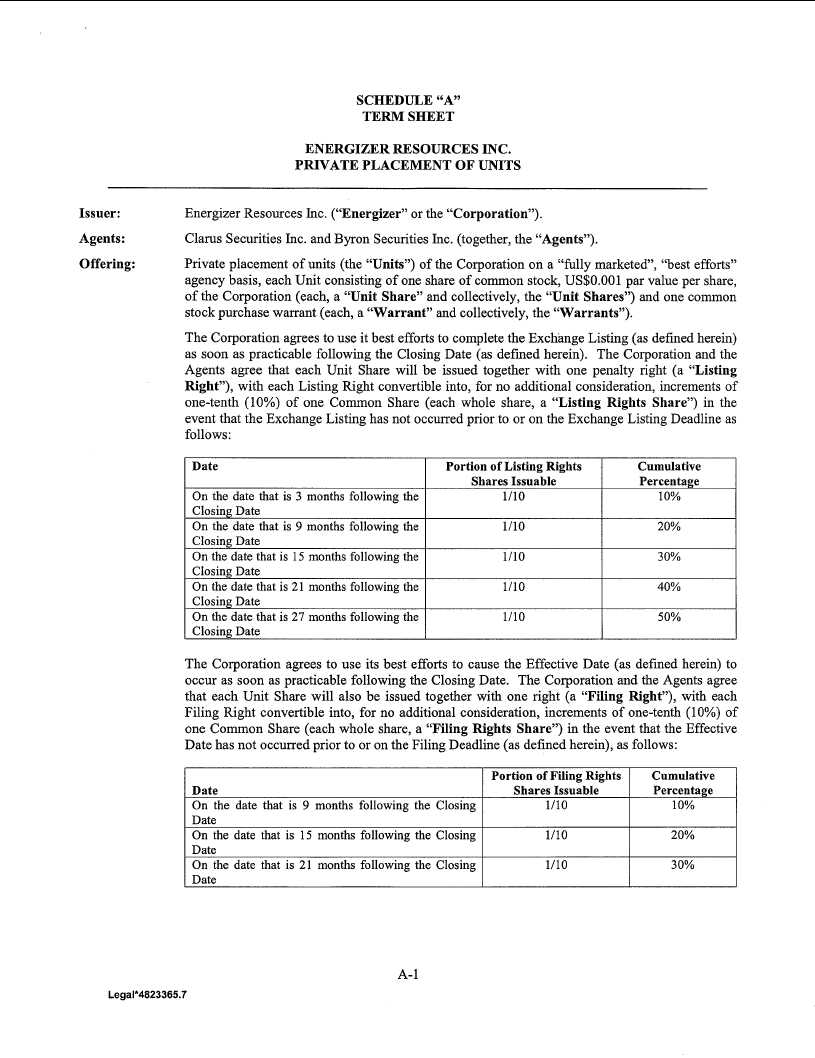 SCHEDULE “A”
TERM SHEET
ENERGIZER RESOURCES INC.
PRIVATE PLACEMENT OF UNITS
Issuer: Energizer Resources Inc. (“Energizer” or the “Corporation”).
Agents: Clarus Securities Inc. and Byron Securities Inc. (together, the “Agents”).
Offering: Private placement of units (the “Units”) of the Corporation on a “fully marketed”, “best efforts”
agency basis, each Unit consisting of one share of common stock, US$0.001 par value per share,
of the Corporation (each, a “Unit Share” and collectively, the “Unit Shares”) and one common
stock purchase warrant (each, a “Warrant” and collectively, the “Warrants”).
The Corporation agrees to use it best efforts to complete the Exchange Listing (as defined herein)
as soon as practicable following the Closing Date (as defined herein). The Corporation and the
Agents agree that each Unit Share will be issued together with one penalty right (a “Listing
Right”), with each Listing Right convertible into, for no additional consideration, increments of
one-tenth (10%) of one Common Share (each whole share, a “Listing Rights Share”) in the
event that the Exchange Listing has not occurred prior to or on the Exchange Listing Deadline as
follows:
Date Portion of Listing Rights Cumulative
Shares Issuable Percentage
On the date that is 3 months following the 1/10 10%
Closing Date
On the date that is 9 months following the 1/10 20%
Closing Date
On the date that is 15 months following the 1/10 30%
Closing Date
On the date that is 21 months following the 1/10 40%
Closing Date
On the date that is 27 months following the 1/10 50%
Closing Date
The Corporation agrees to use its best efforts to cause the Effective Date (as defined herein) to
occur as soon as practicable following the Closing Date. The Corporation and the Agents agree
that each Unit Share will also be issued together with one right (a “Filing Right”), with each
Filing Right convertible into, for no additional consideration, increments of one-tenth (10%) of
one Common Share (each whole share, a “Filing Rights Share”) in the event that the Effective
Date has not occurred prior to or on the Filing Deadline (as defined herein), as follows:
Portion of Filing Rights Cumulative
Date Shares Issuable Percentage
On the date that is 9 months following the Closing 1/10 10%
Date
On the date that is 15 months following the Closing 1/10 20%
Date
On the date that is 21 months following the Closing 1/10 30%
Date
A-1
Legal*4823365.7